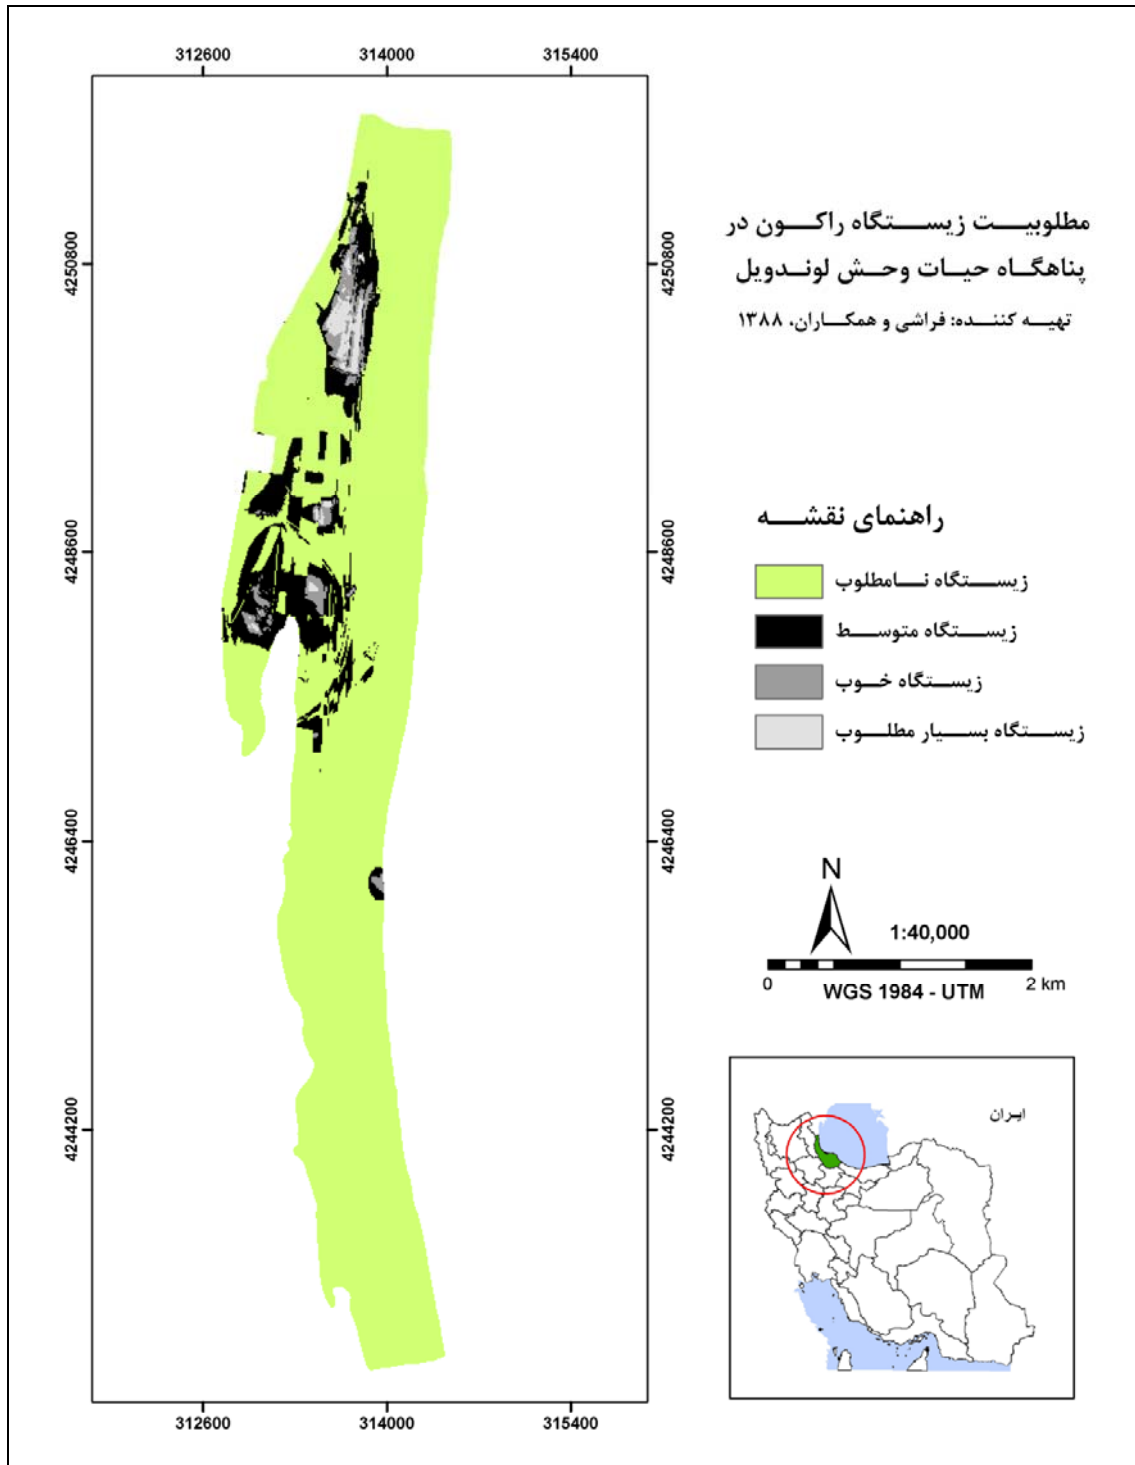 312600 314000 315400
مطلوبیت زیستگاه راکون در
پناهگاه حیات وحش لوندویل
تهیه کننده: فراشی و همکاران، ۱۳۸۸
4250800 4250800
راهنمای نقشه
4248600 4248600
زیستگاه نامطلوب
زیستگاه متوسط
زیستگاه خوب
زیستگاه بسیار مطلوب
4246400 4246400
N
1:40,000
0 2 km
WGS 1984 - UTM
4244200 4244200
ایران
312600 314000 315400